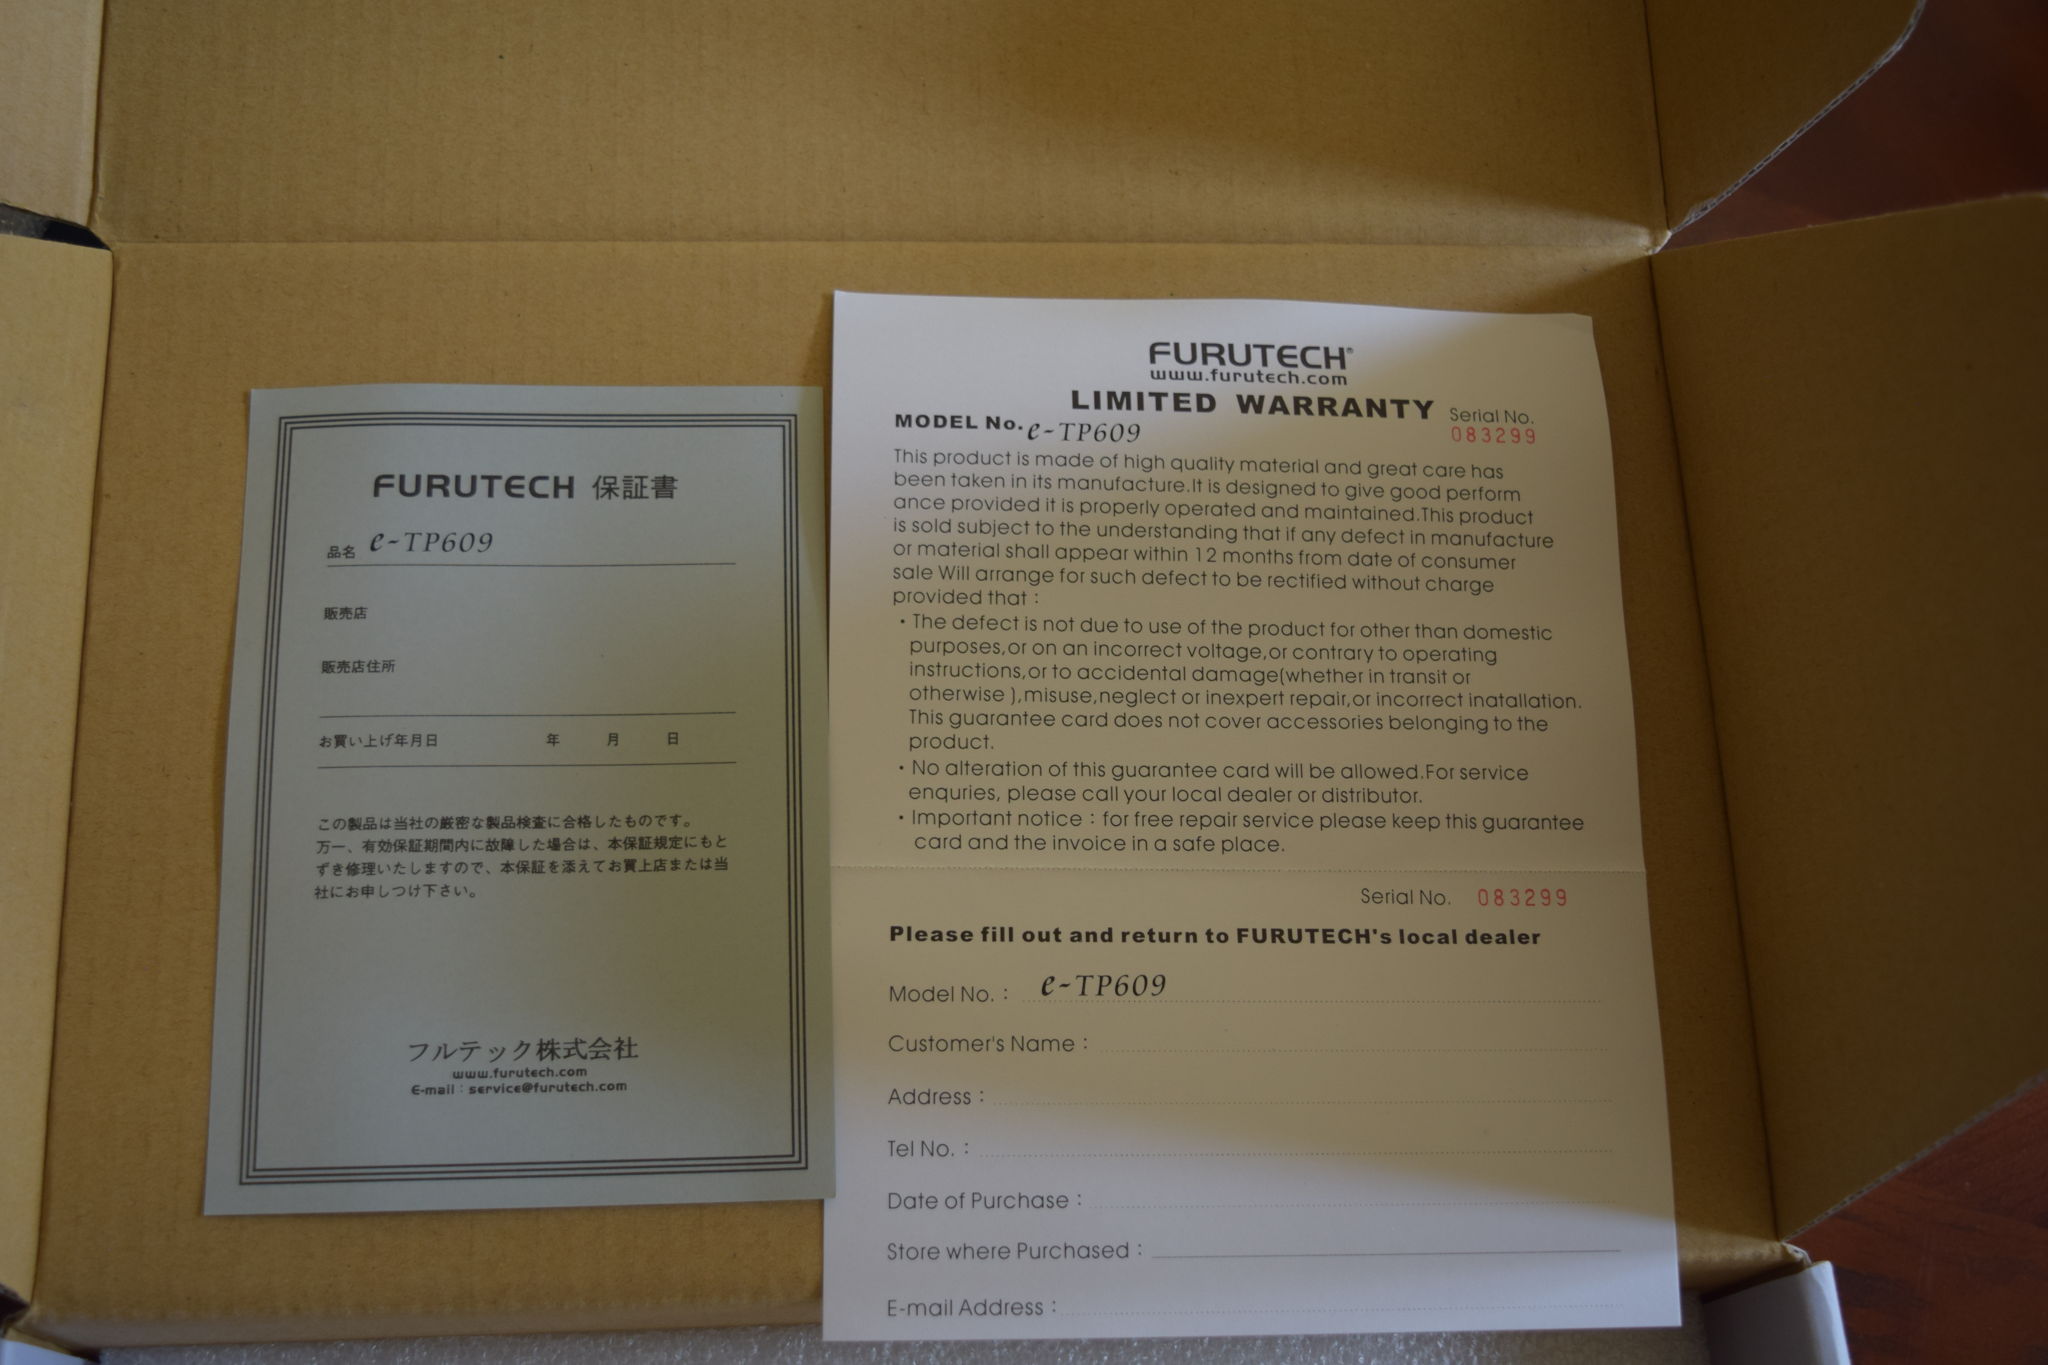 FURUTECH 保証書
品名 e-TP609
販売店
販売店住所
お買い上げ年月日 年 月 日
この製品は当社の厳密な製品検査に合格したものです。
万一、有効保証期間内に故障した場合は、本保証規定にもと
ずき修理いたしますので、本保証を添えてお買上店または当
社にお申しつけ下さい。
フルテック株式会社
www.furutech.com
E-mail : service@furutech.com
FURUTECH®
www.furutech.com
LIMITED WARRANTY
Serial No.
083299
MODEL No. e-TP609
This product is made of high quality material and great care has
been taken in its manufacture.It is designed to give good perform
ance provided it is properly operated and maintained.This product
is sold subject to the understanding that if any defect in manufacture
or material shall appear within 12 months from date of consumer
sale Will arrange for such defect to be rectified without charge
provided that :
・The defect is not due to use of the product for other than domestic
purposes,or on an incorrect voltage,or contrary to operating
instructions,or to accidental damage(whether in transit or
otherwise ),misuse,neglect or inexpert repair,or incorrect inatallation.
This guarantee card does not cover accessories belonging to the
product.
・No alteration of this guarantee card will be allowed.For service
enquries, please call your local dealer or distributor.
・Important notice : for free repair service please keep this guarantee
card and the invoice in a safe place.
Serial No. 083299
Please fill out and return to FURUTECH's local dealer
Model No. : e-TP609
Customer's Name :
Address :
Tel No. :
Date of Purchase :
Store where Purchased :
E-mail Address :